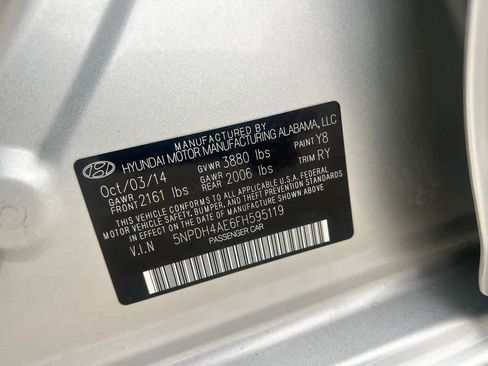 MANUFACTURED BY
HYUNDAI MOTOR MANUFACTURING ALABAMA, LLC
Oct/03/14 GVWR 3880 lbs PAINT Y8
GAWR FRONT 2161 lbs GAWR REAR 2006 lbs TRIM RY
THIS VEHICLE CONFORMS TO ALL APPLICABLE U.S.A. FEDERAL
MOTOR VEHICLE SAFETY, BUMPER, AND THEFT PREVENTION
STANDARDS IN EFFECT ON THE DATE OF MANUFACTURE
SHOWN ABOVE.
V.I.N 5NPDH4AE6FH595119
PASSENGER CAR